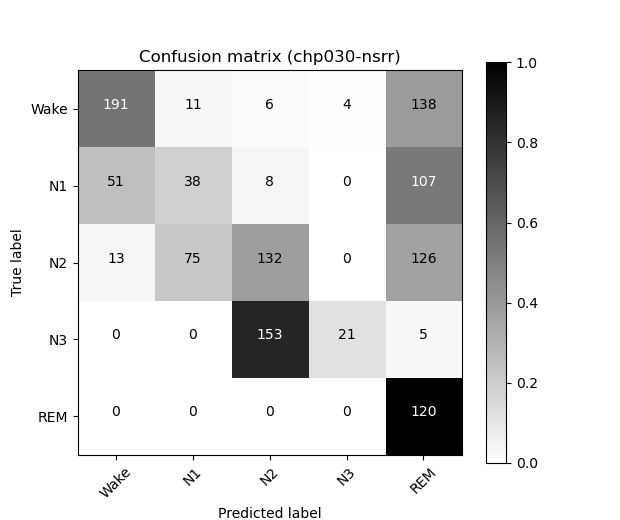 Confusion matrix (chp030-nsrr)
Wake 191 11 6 4 138
N1 51 38 8 0 107
N2 13 75 132 0 126
N3 0 0 153 21 5
REM 0 0 0 0 120
Wake N1 N2 N3 REM
True label
Predicted label
1.0
0.8
0.6
0.4
0.2
0.0